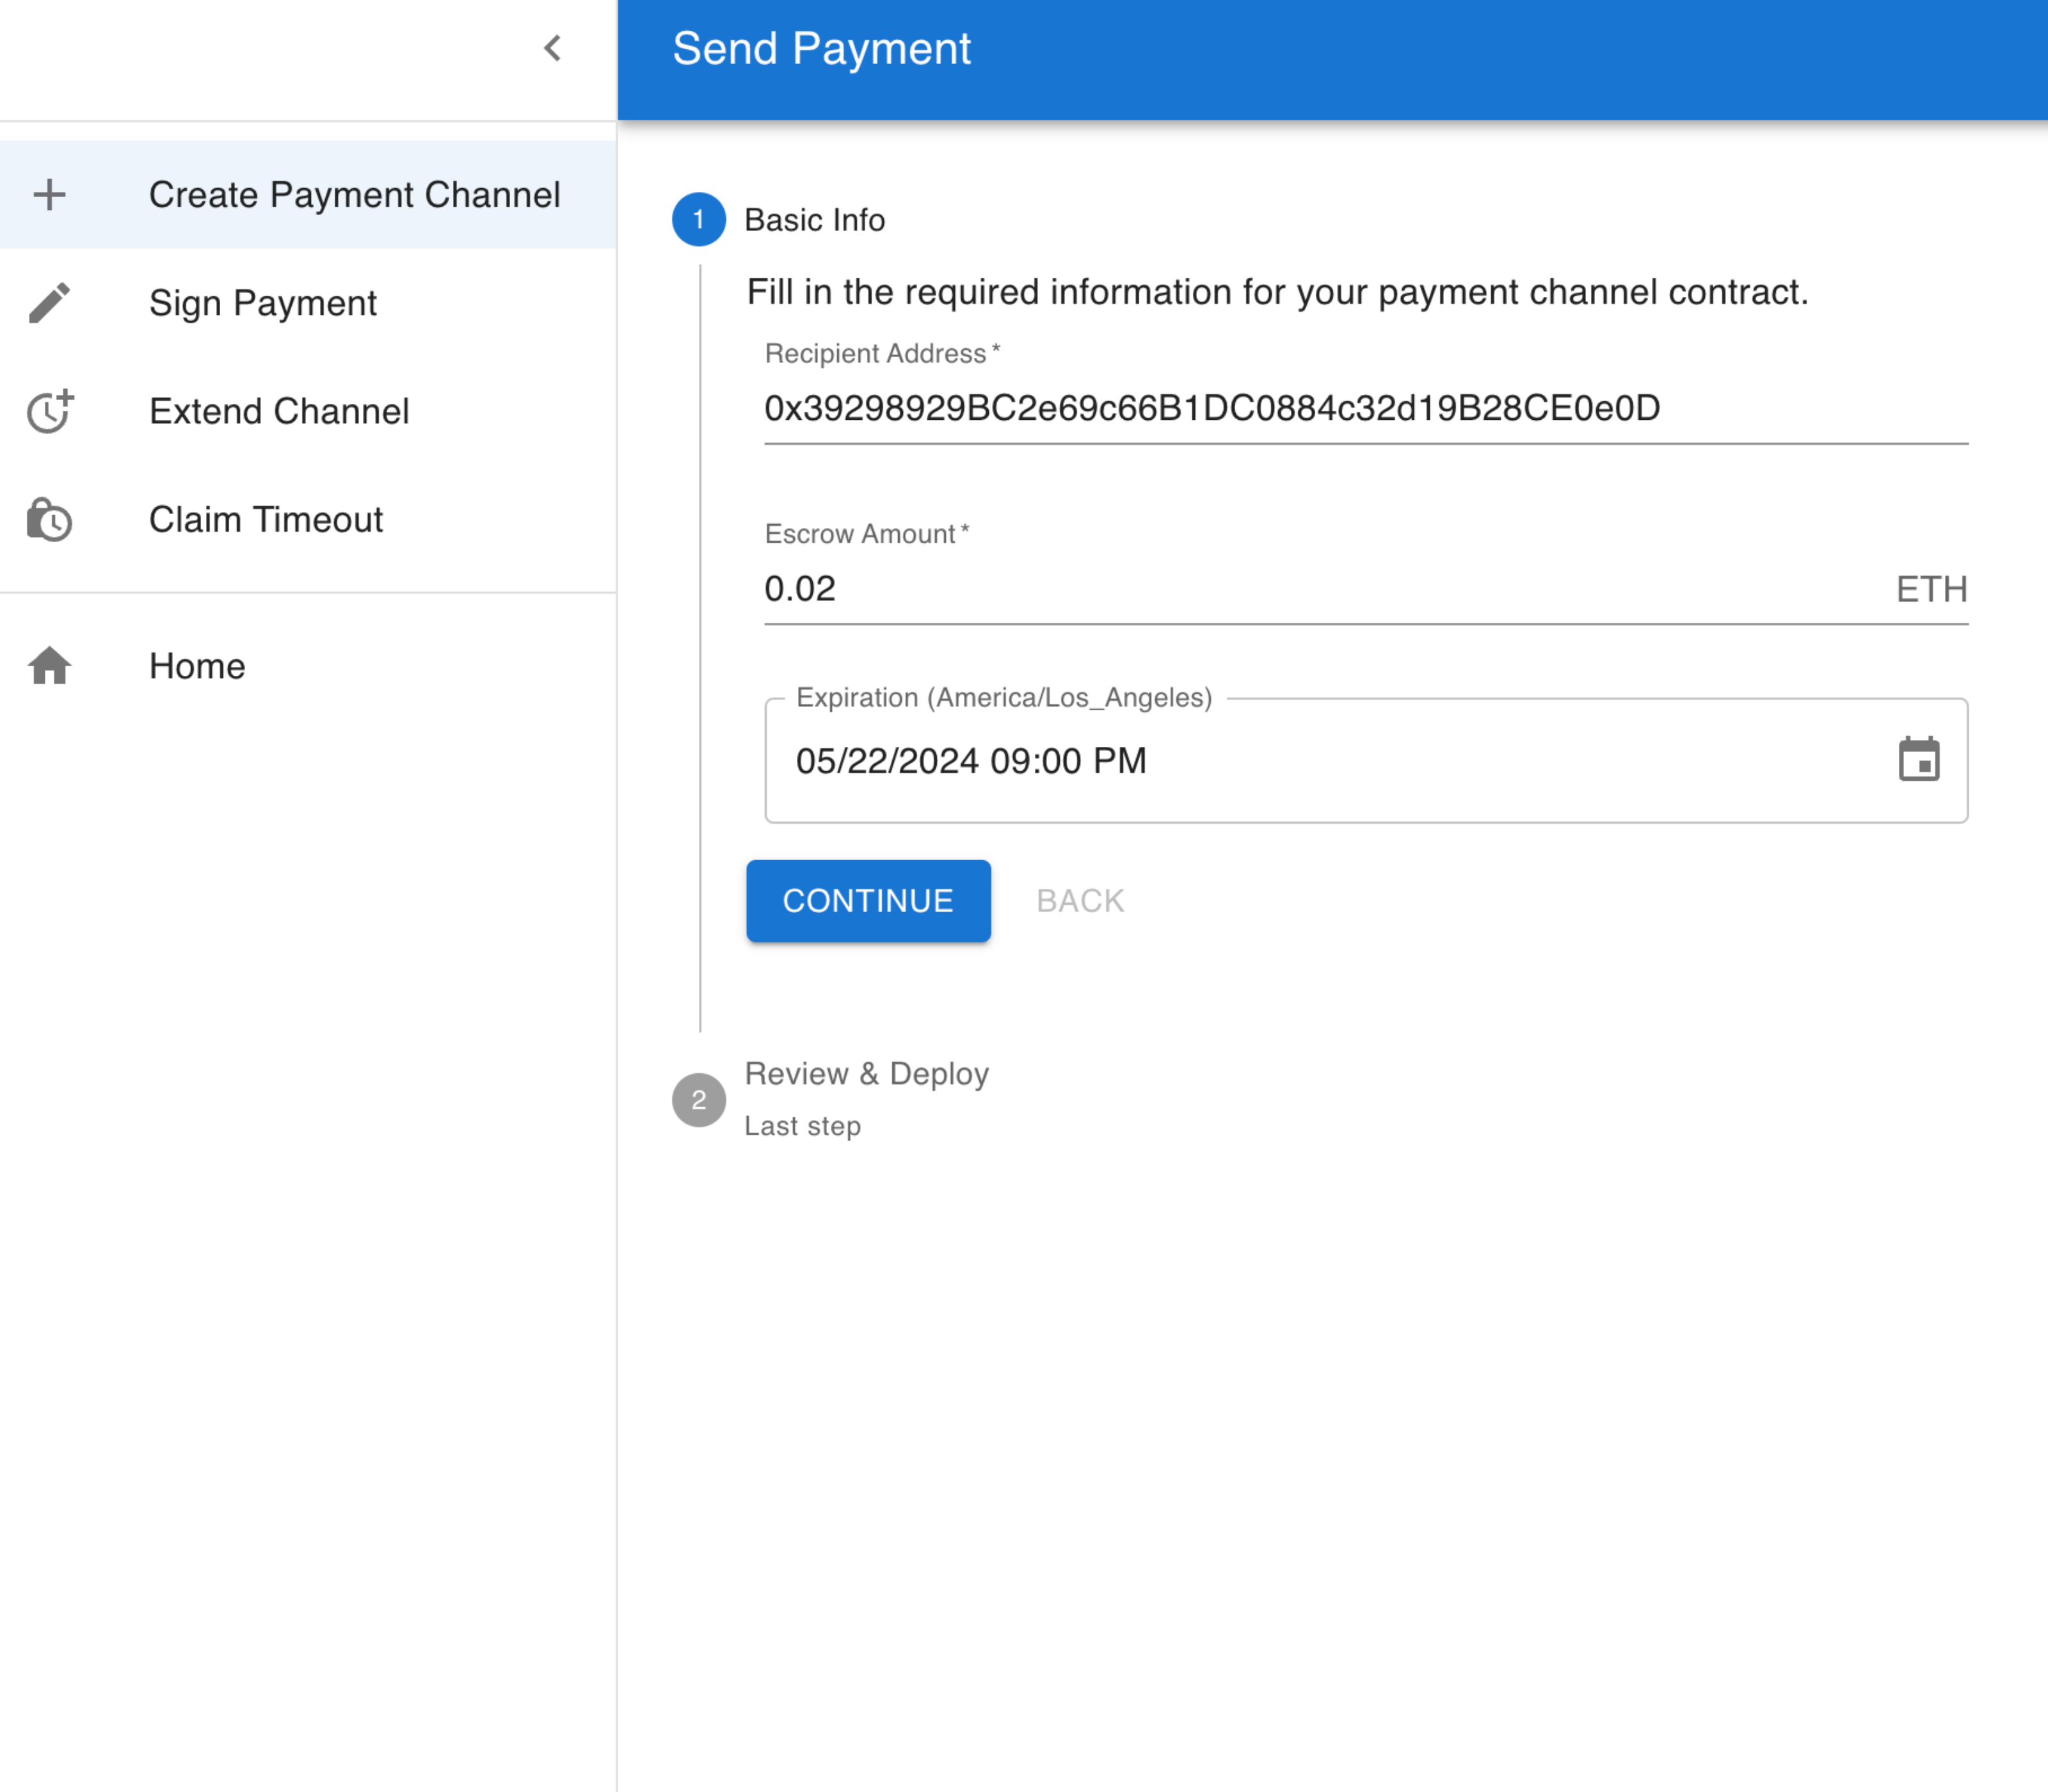 Send Payment
Create Payment Channel
Sign Payment
Extend Channel
Claim Timeout
Home
1 Basic Info
Fill in the required information for your payment channel contract.
Recipient Address *
0x39298929BC2e69c66B1DC0884c32d19B28CE0e0D
Escrow Amount *
0.02 ETH
Expiration (America/Los_Angeles)
05/22/2024 09:00 PM
CONTINUE BACK
2 Review & Deploy
Last step